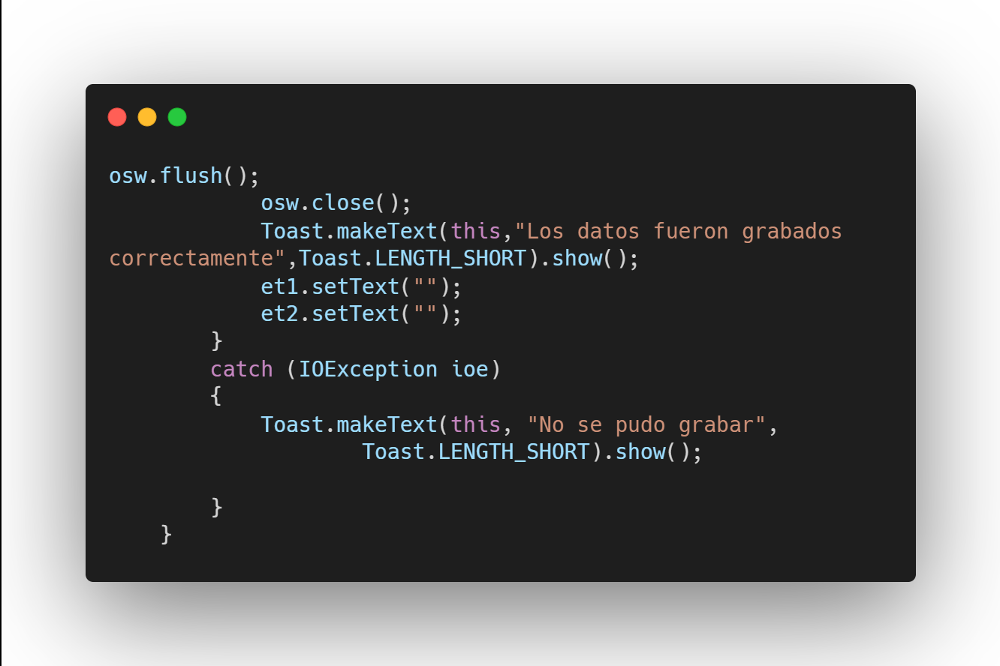 osw.flush();
            osw.close();
            Toast.makeText(this,"Los datos fueron grabados
correctamente",Toast.LENGTH_SHORT).show();
            et1.setText("");
            et2.setText("");
        }
        catch (IOException ioe)
        {
            Toast.makeText(this, "No se pudo grabar",
                    Toast.LENGTH_SHORT).show();
        }
    }